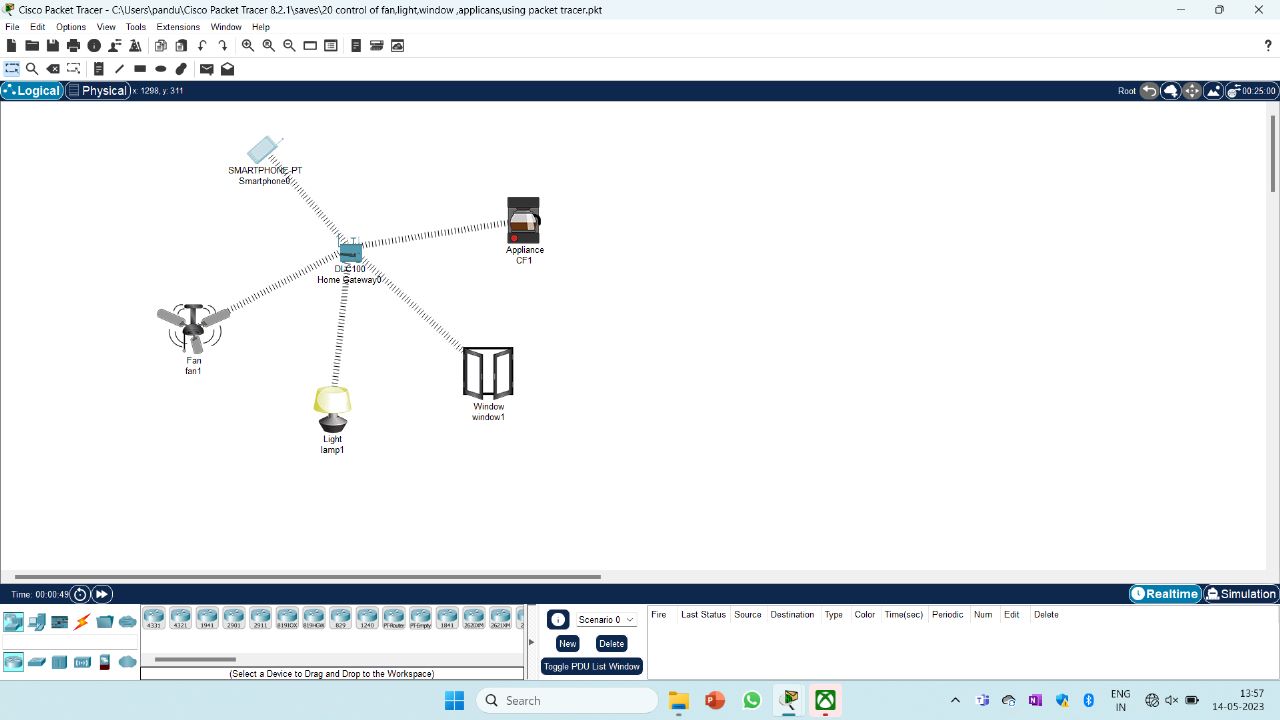 Cisco Packet Tracer - C:\Users\pandu\Cisco Packet Tracer 8.2.1\saves\20 control of fan,light,window ,applicans,using packet tracer.pkt
File Edit Options View Tools Extensions Window Help
?
Logical Physical x: 1298, y: 311 Root 00:25:00
SMARTPHONE-PT
Smartphone0
Appliance
CF1
DLC100
Home Gateway0
Fan
fan1
Window
window1
Light
lamp1
Time: 00:00:49 Realtime Simulation
4331 4321 1941 2901 2911 819IOX 819HGW 829 1240 PT-Router PT-Empty 1841 2620XM 2621XM
(Select a Device to Drag and Drop to the Workspace)
Scenario 0
New Delete
Toggle PDU List Window
Fire Last Status Source Destination Type Color Time(sec) Periodic Num Edit Delete
Search
ENG
IN
13:57
14-05-2023